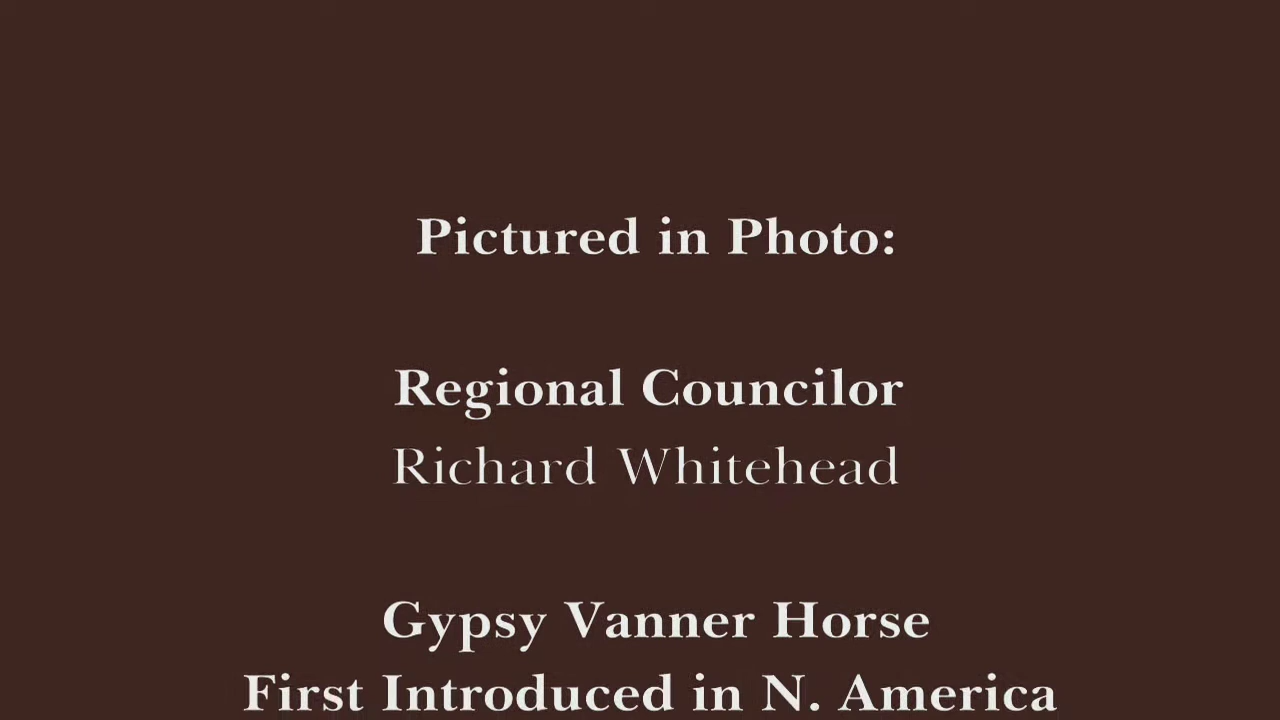 Pictured in Photo:
Regional Councilor
Richard Whitehead
Gypsy Vanner Horse
First Introduced in N. America